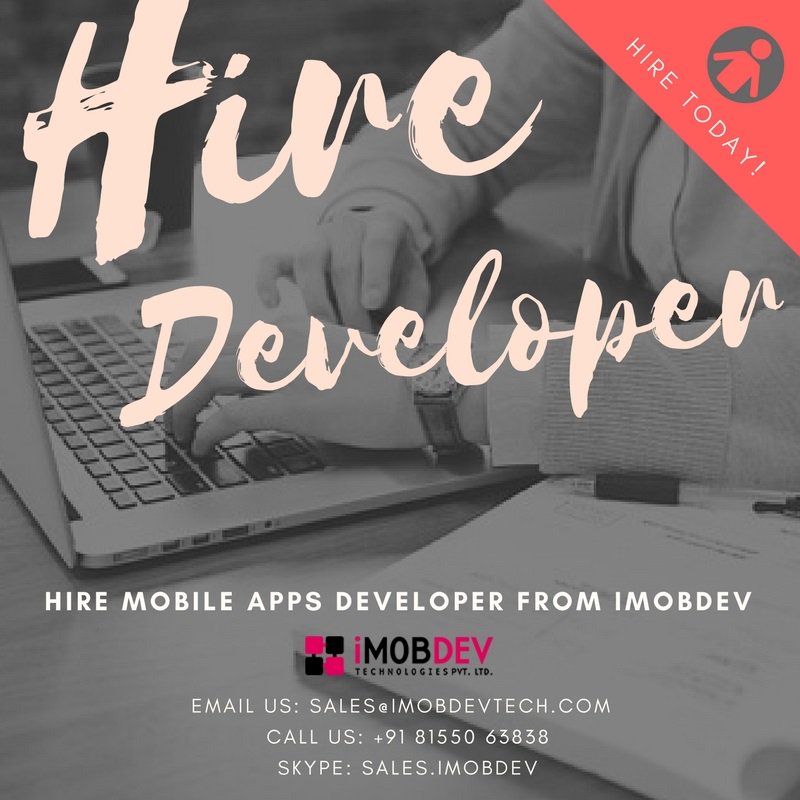 Hire
Developer
HIRE TODAY!
HIRE MOBILE APPS DEVELOPER FROM IMOBDEV
iMOBDEV
TECHNOLOGIES PVT. LTD.
EMAIL US: SALES@IMOBDEVTECH.COM
CALL US: +91 81550 63838
SKYPE: SALES.IMOBDEV